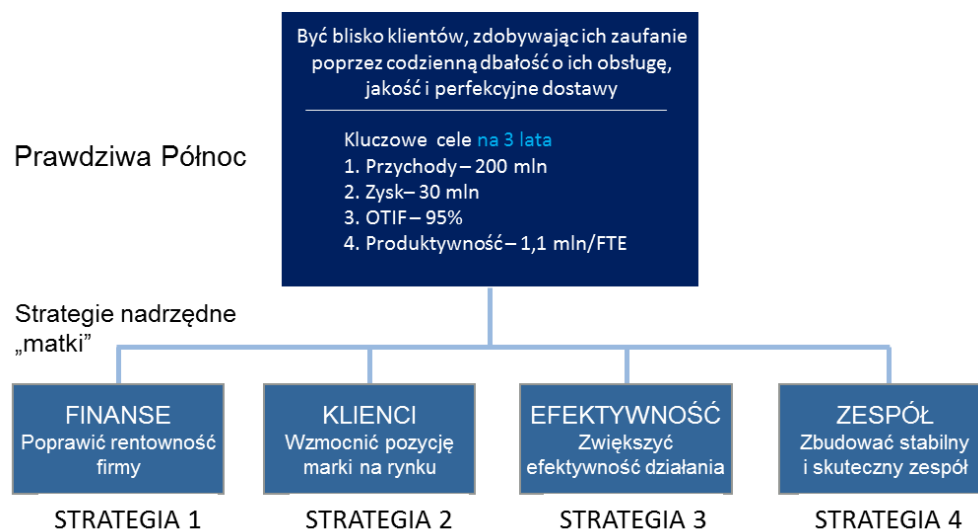 Być blisko klientów, zdobywając ich zaufanie
poprzez codzienną dbałość o ich obsługę,
jakość i perfekcyjne dostawy
Kluczowe cele na 3 lata
1. Przychody – 200 mln
2. Zysk– 30 mln
3. OTIF – 95%
4. Produktywność – 1,1 mln/FTE
Prawdziwa Północ
Strategie nadrzędne
„matki”
FINANSE
Poprawić rentowność
firmy
STRATEGIA 1
KLIENCI
Wzmocnić pozycję
marki na rynku
STRATEGIA 2
EFEKTYWNOŚĆ
Zwiększyć
efektywność działania
STRATEGIA 3
ZESPÓŁ
Zbudować stabilny
i skuteczny zespół
STRATEGIA 4